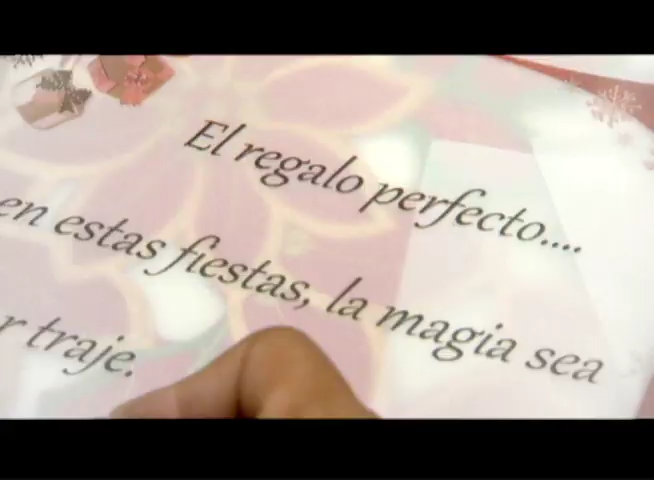 El regalo perfecto....
en estas fiestas, la magia sea
traje.